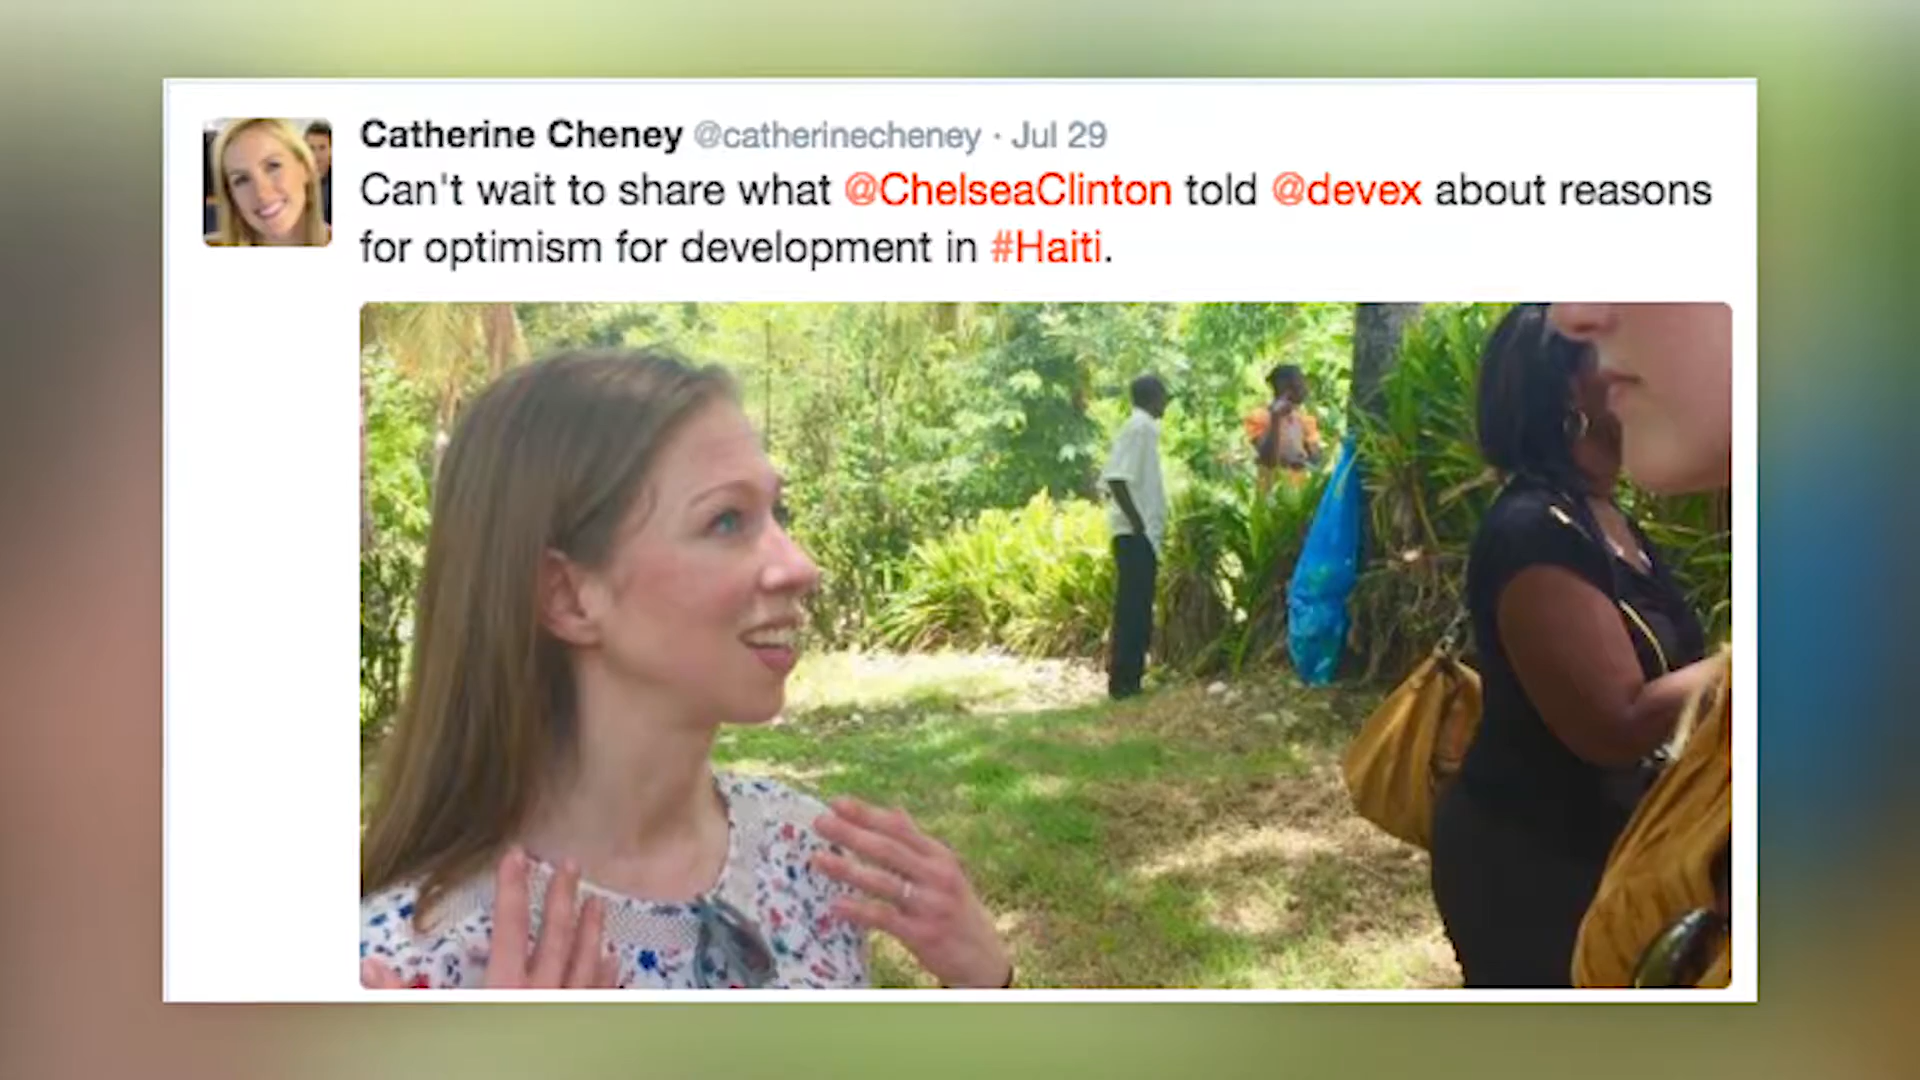 Catherine Cheney @catherinecheney · Jul 29
Can't wait to share what @ChelseaClinton told @devex about reasons
for optimism for development in #Haiti.